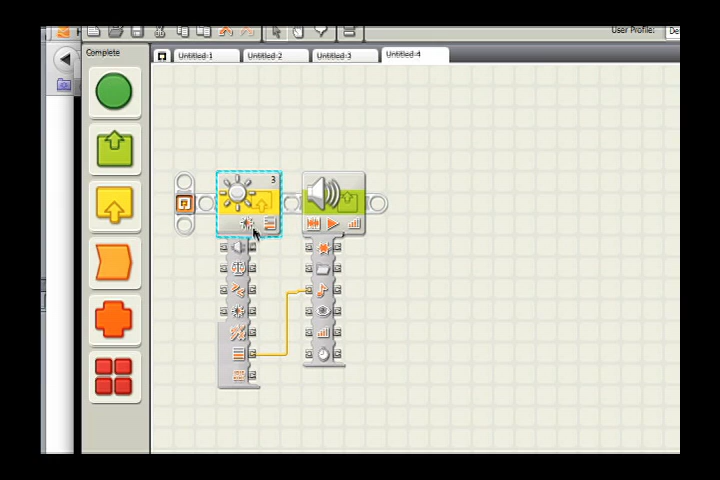 User Profile:
Complete
Untitled-1
Untitled-2
Untitled-3
Untitled-4
3